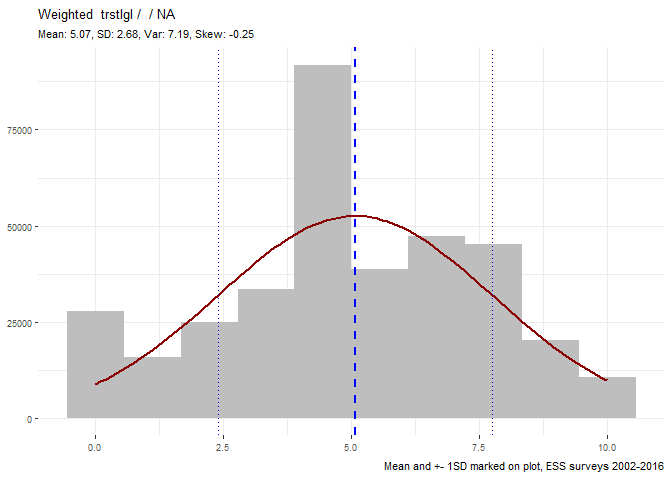 Weighted  trstlgl /  / NA
Mean: 5.07, SD: 2.68, Var: 7.19, Skew: -0.25
75000
50000
25000
0
0.0 2.5 5.0 7.5 10.0
Mean and +- 1SD marked on plot, ESS surveys 2002-2016